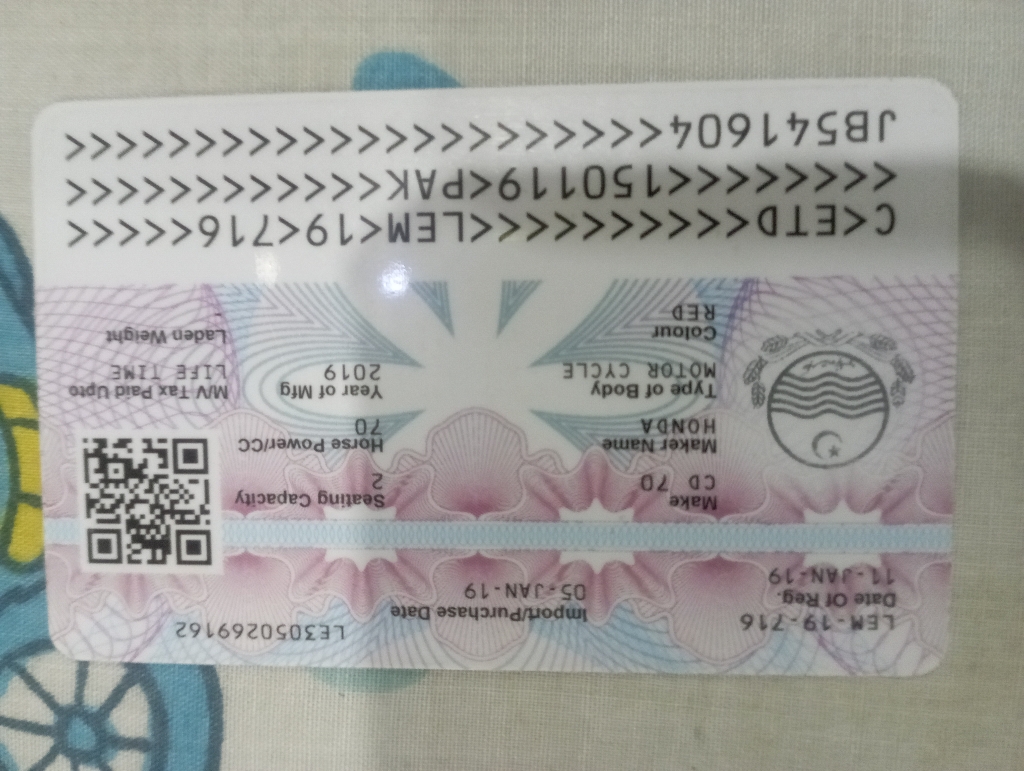 LEM-19-716 LE3050269162
Date Of Reg. Import/Purchase Date
11-JAN-19 05-JAN-19
Make Seating Capacity
CD 70 2
Maker Name Horse Power/CC
HONDA 70
Type of Body Year of Mfg M/V Tax Paid Upto
MOTOR CYCLE 2019 LIFE TIME
Colour Laden Weight
RED -
C<ETD<<<<<<<<<<LEM<19<716<<<<<
<<<<<<<<150119<PAK<<<<<<<<<<<<
JB541604<<<<<<<<<<<<<<<<<<<<<<